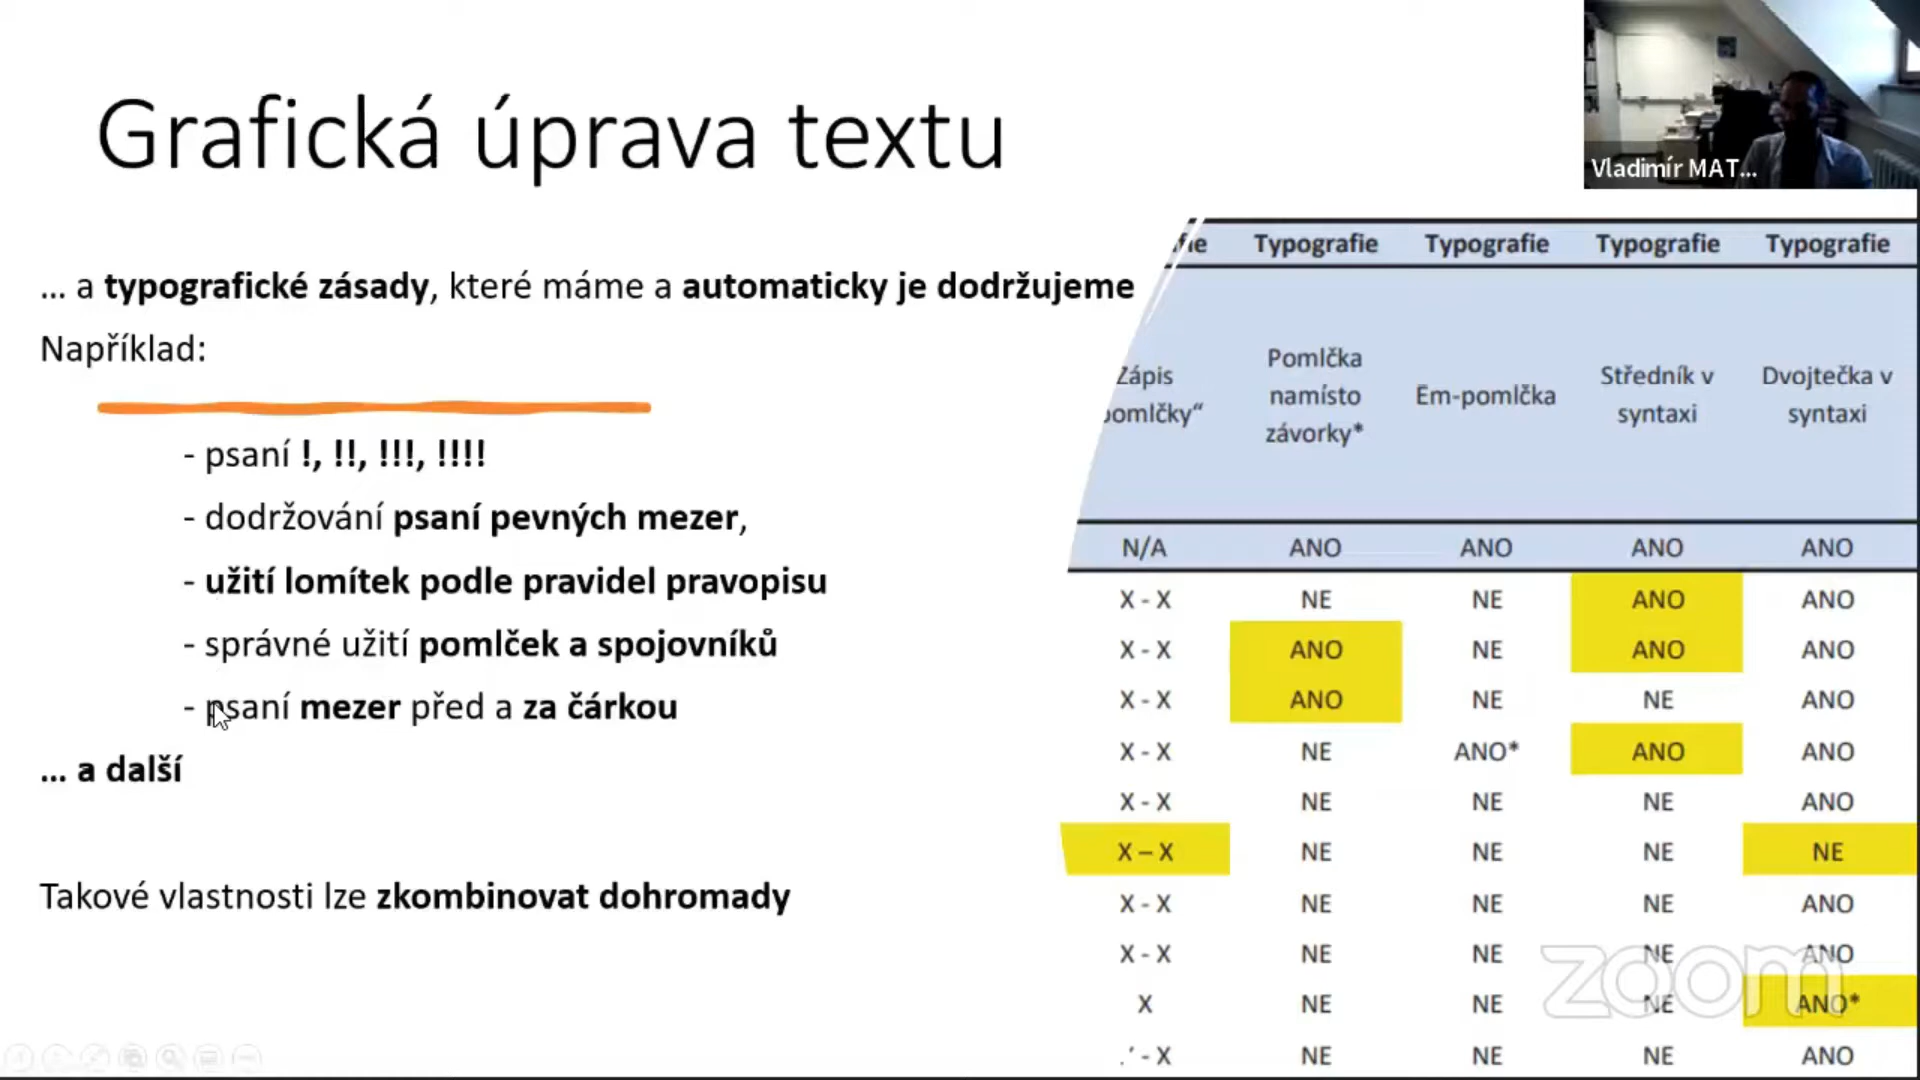 Grafická úprava textu
... a typografické zásady, které máme a automaticky je dodržujeme
Například:
- psaní !, !!, !!!, !!!!
- dodržování psaní pevných mezer,
- užití lomítek podle pravidel pravopisu
- správné užití pomlček a spojovníků
- psaní mezer před a za čárkou
... a další
Takové vlastnosti lze zkombinovat dohromady
Vladimír MAT...
fie Typografie Typografie Typografie Typografie
Zápis pomlčky“ Pomlčka namísto závorky* Em-pomlčka Středník v syntaxi Dvojtečka v syntaxi
N/A ANO ANO ANO ANO
X - X NE NE ANO ANO
X - X ANO NE ANO ANO
X - X ANO NE NE ANO
X - X NE ANO* ANO ANO
X - X NE NE NE ANO
X – X NE NE NE NE
X - X NE NE NE ANO
X - X NE NE NE ANO
X NE NE NE ANO*
- X NE NE NE ANO
zoom